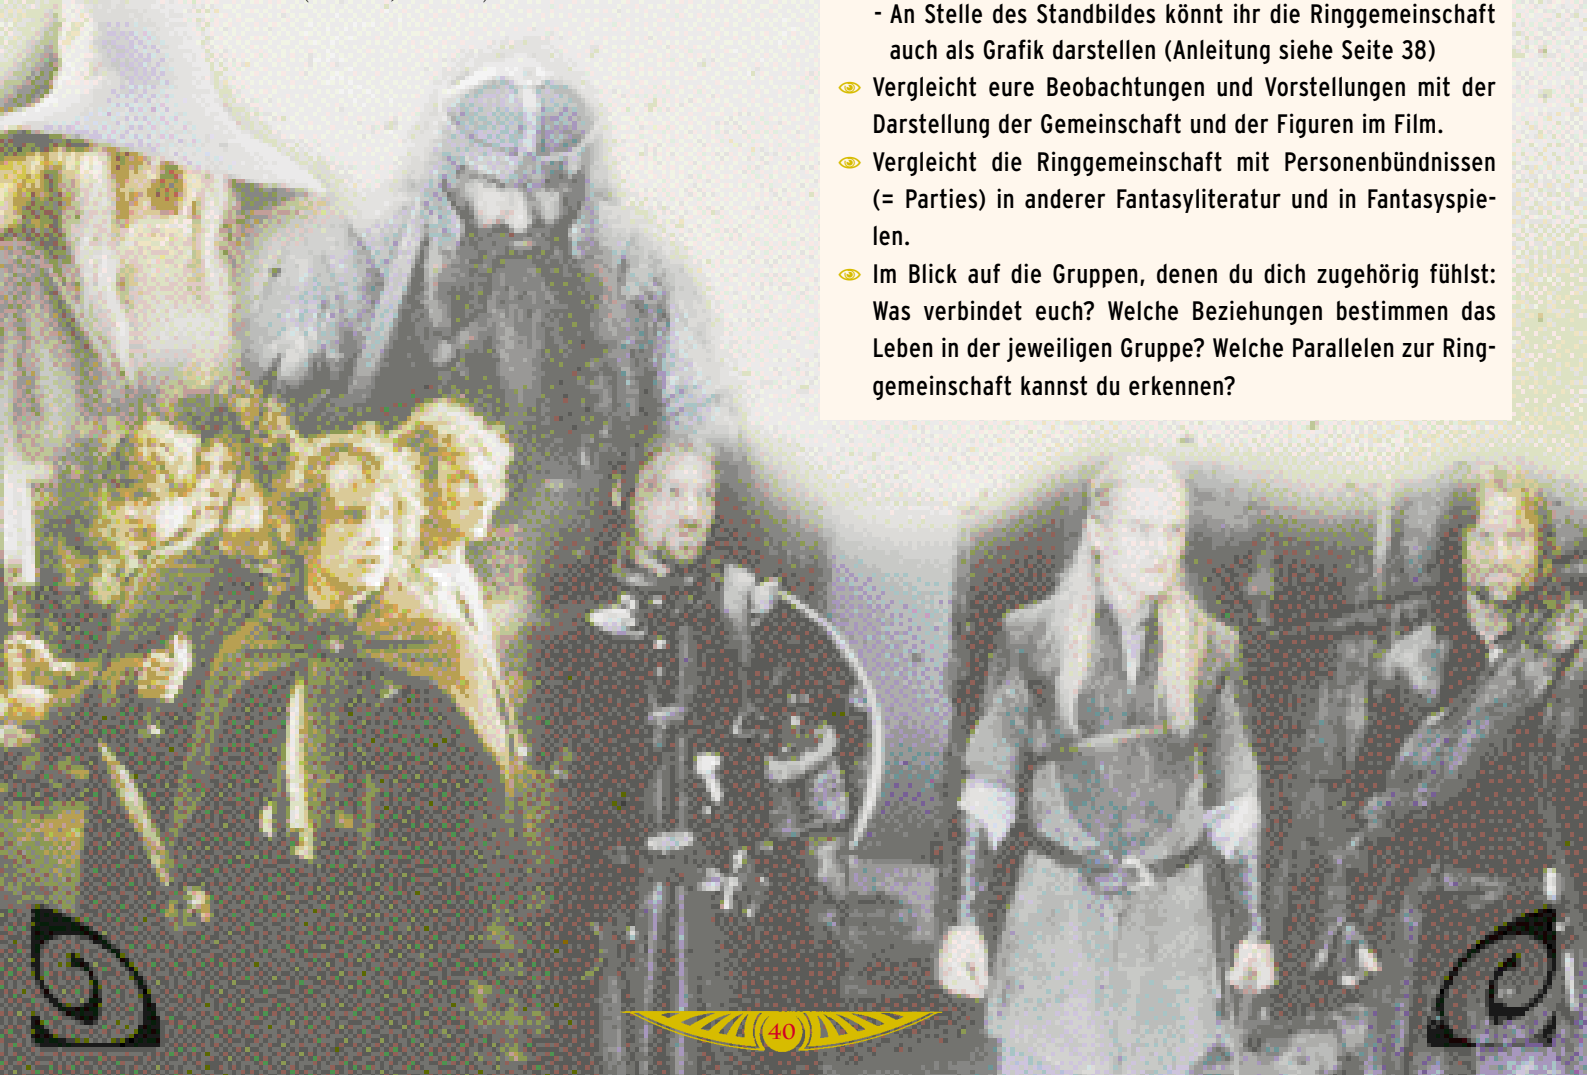 - An Stelle des Standbildes könnt ihr die Ringgemeinschaft
auch als Grafik darstellen (Anleitung siehe Seite 38)
Vergleicht eure Beobachtungen und Vorstellungen mit der
Darstellung der Gemeinschaft und der Figuren im Film.
Vergleicht die Ringgemeinschaft mit Personenbündnissen
(= Parties) in anderer Fantasyliteratur und in Fantasyspie-
len.
Im Blick auf die Gruppen, denen du dich zugehörig fühlst:
Was verbindet euch? Welche Beziehungen bestimmen das
Leben in der jeweiligen Gruppe? Welche Parallelen zur Ring-
gemeinschaft kannst du erkennen?
40